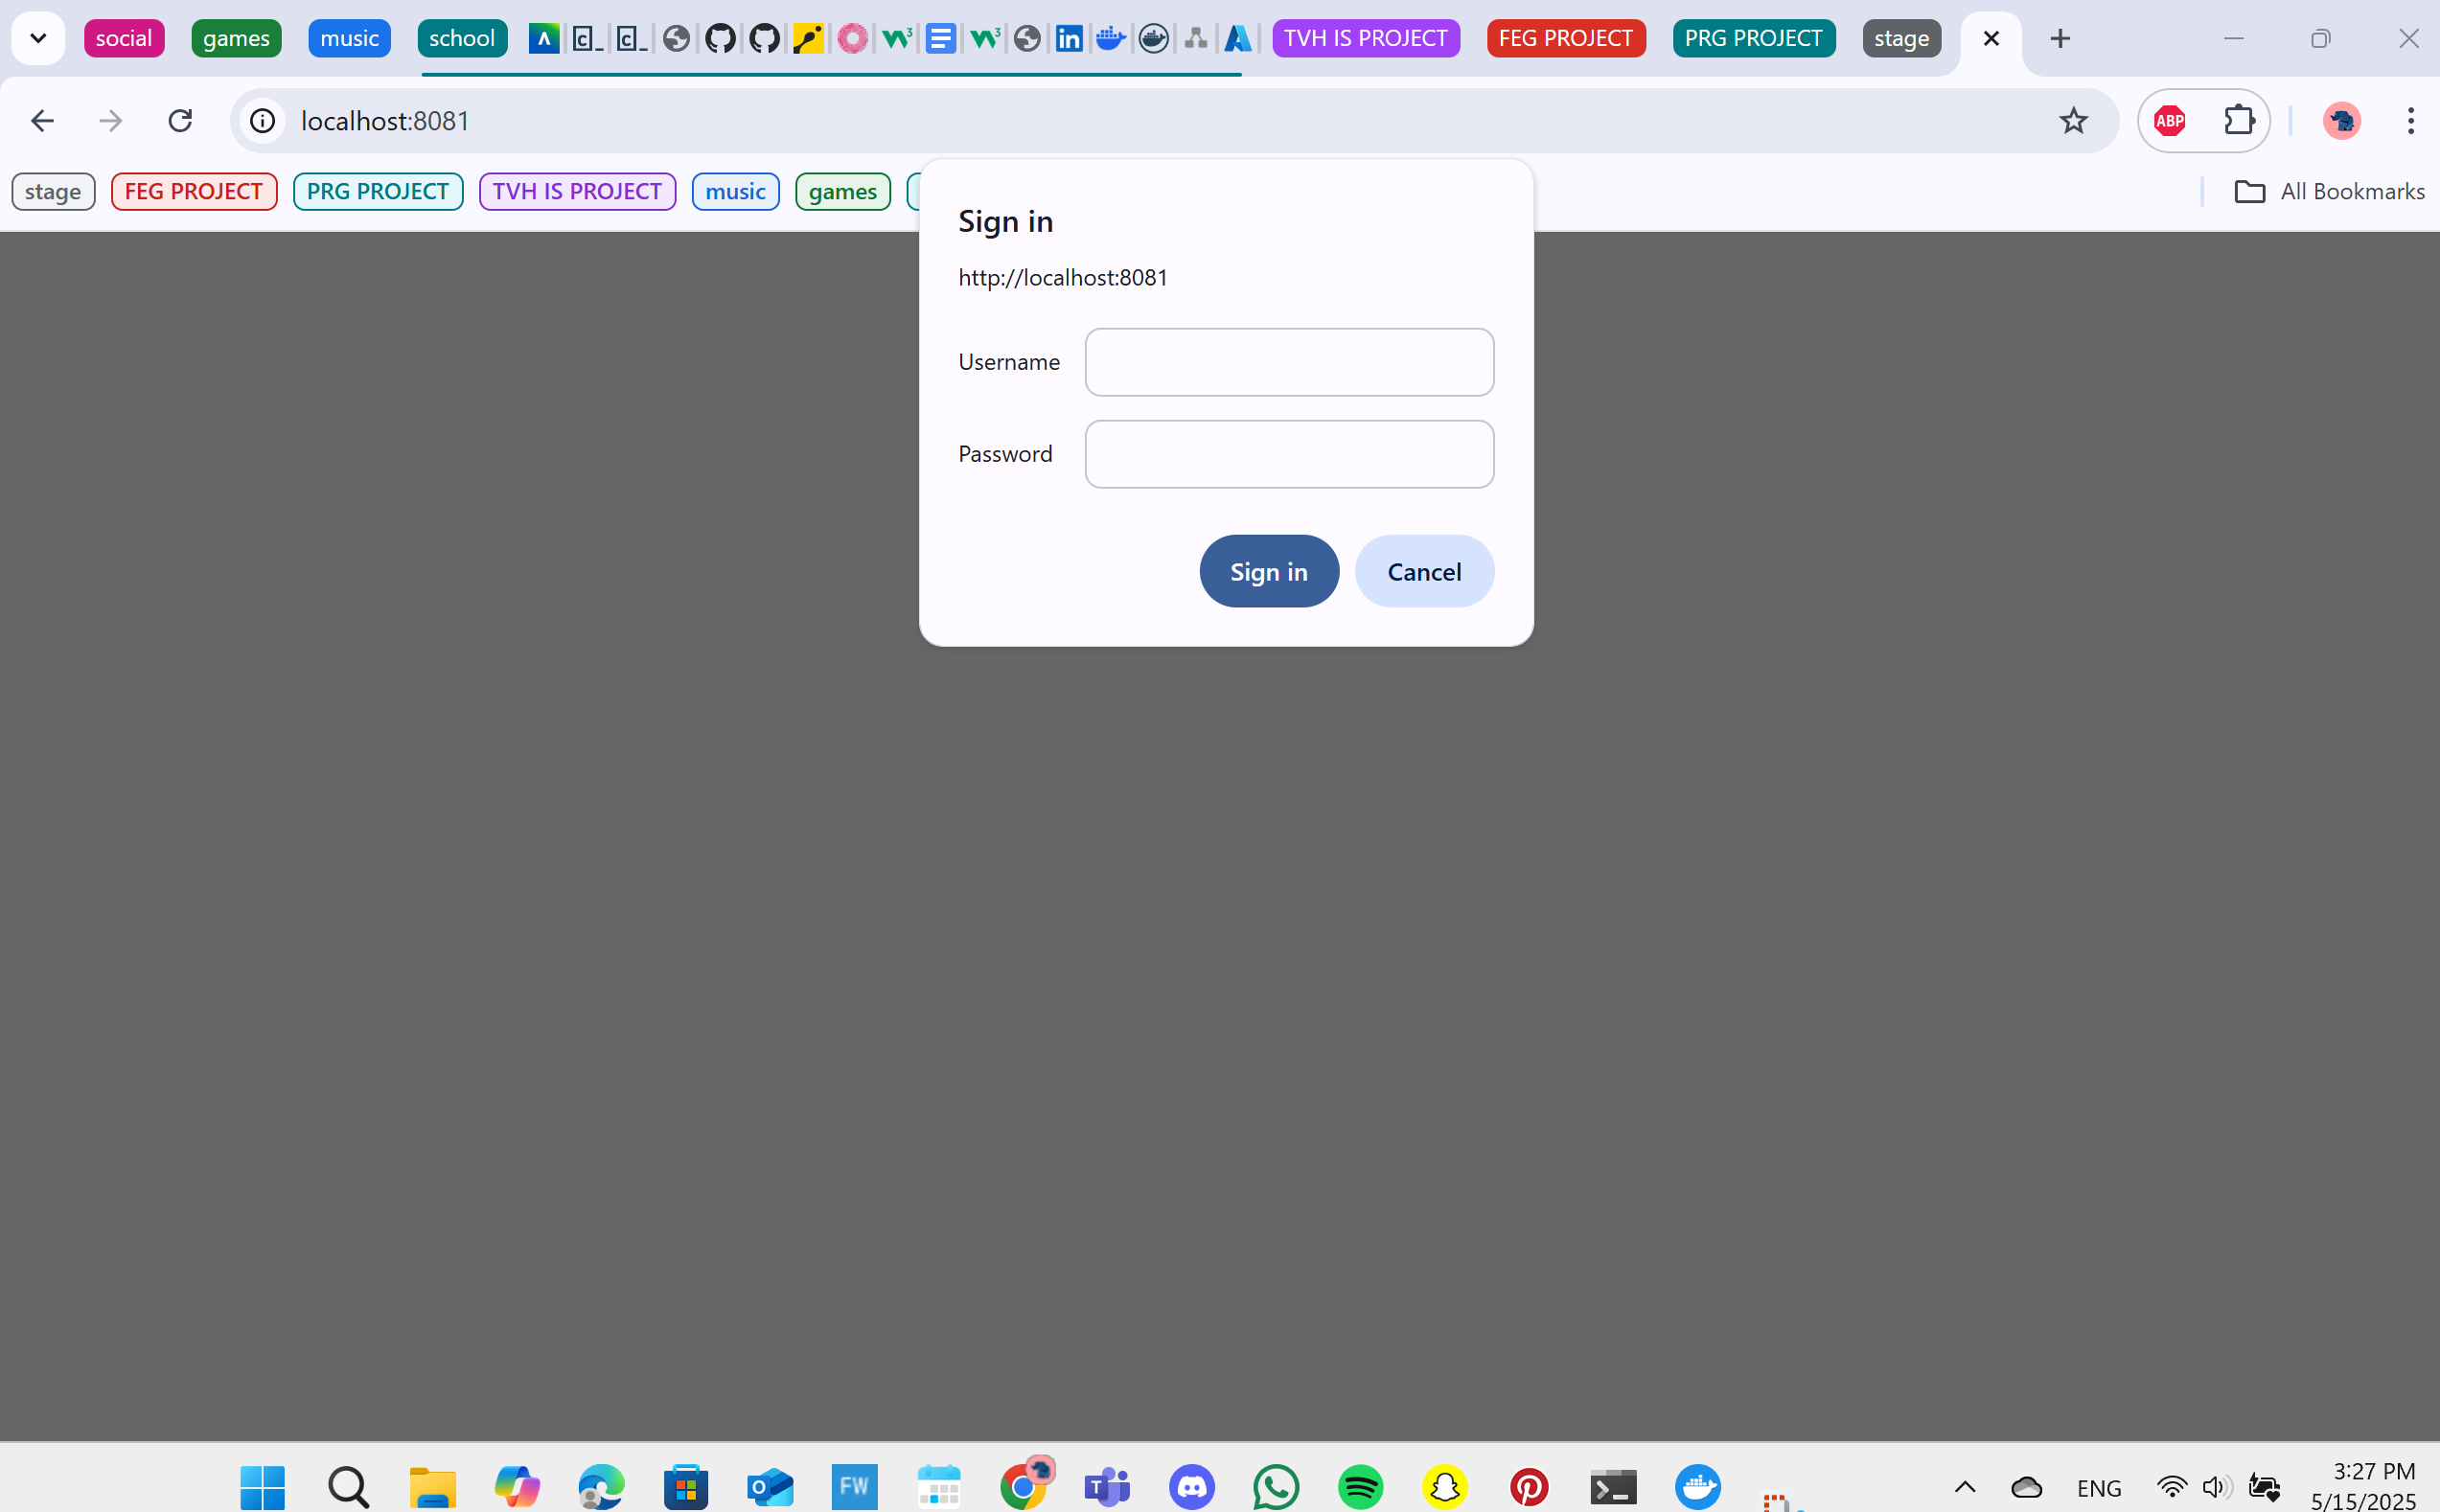 social games music school TVH IS PROJECT FEG PROJECT PRG PROJECT stage
localhost:8081 ABP
stage FEG PROJECT PRG PROJECT TVH IS PROJECT music games All Bookmarks
Sign in
http://localhost:8081
Username
Password
Sign in Cancel
FW
ENG
3:27 PM
5/15/2025